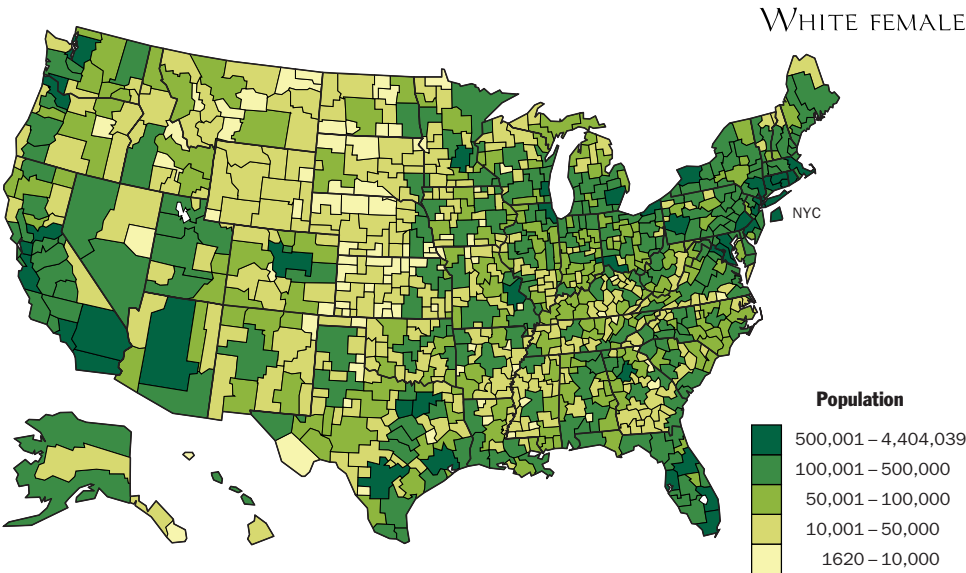 WHITE FEMALE
NYC
Population
500,001 – 4,404,039
100,001 – 500,000
50,001 – 100,000
10,001 – 50,000
1620 – 10,000